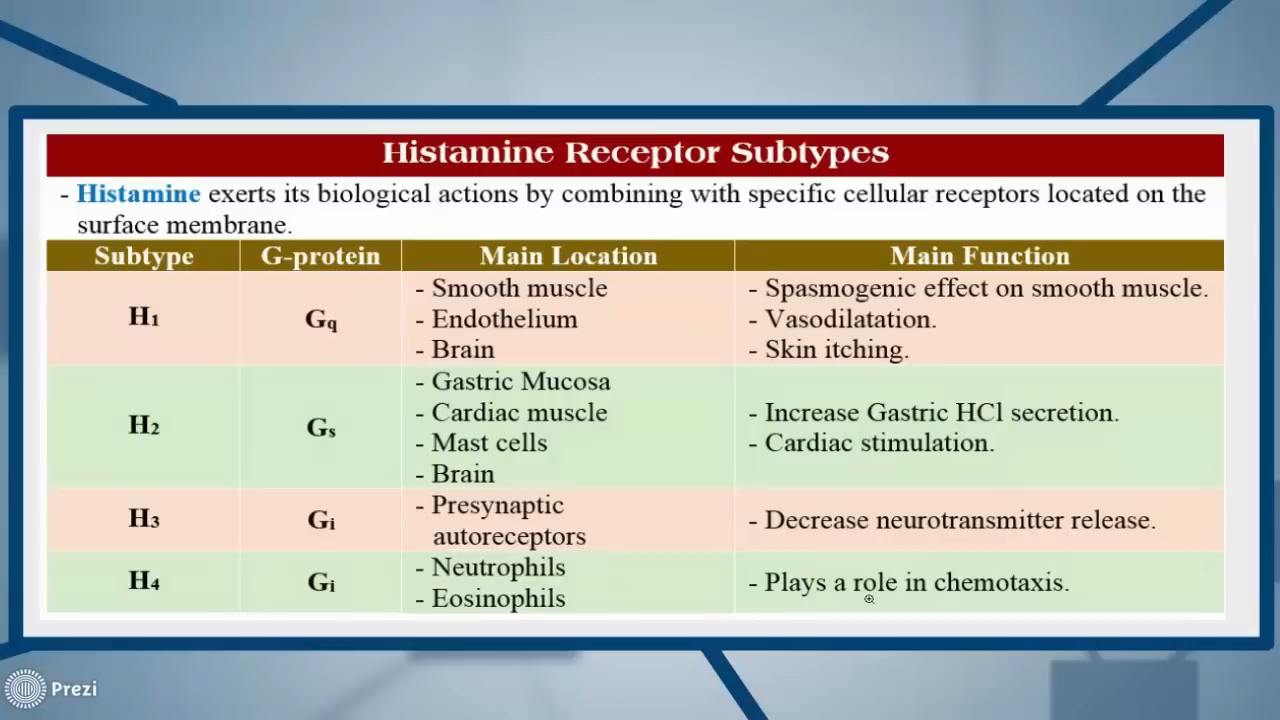 Histamine Receptor Subtypes
- Histamine exerts its biological actions by combining with specific cellular receptors located on the
surface membrane.
Subtype G-protein Main Location Main Function
H₁ Gq
- Smooth muscle
- Endothelium
- Brain
- Spasmogenic effect on smooth muscle.
- Vasodilatation.
- Skin itching.
H₂ Gs
- Gastric Mucosa
- Cardiac muscle
- Mast cells
- Brain
- Increase Gastric HCl secretion.
- Cardiac stimulation.
H₃ Gi
- Presynaptic
autoreceptors
- Decrease neurotransmitter release.
H₄ Gi
- Neutrophils
- Eosinophils
- Plays a role in chemotaxis.
Prezi